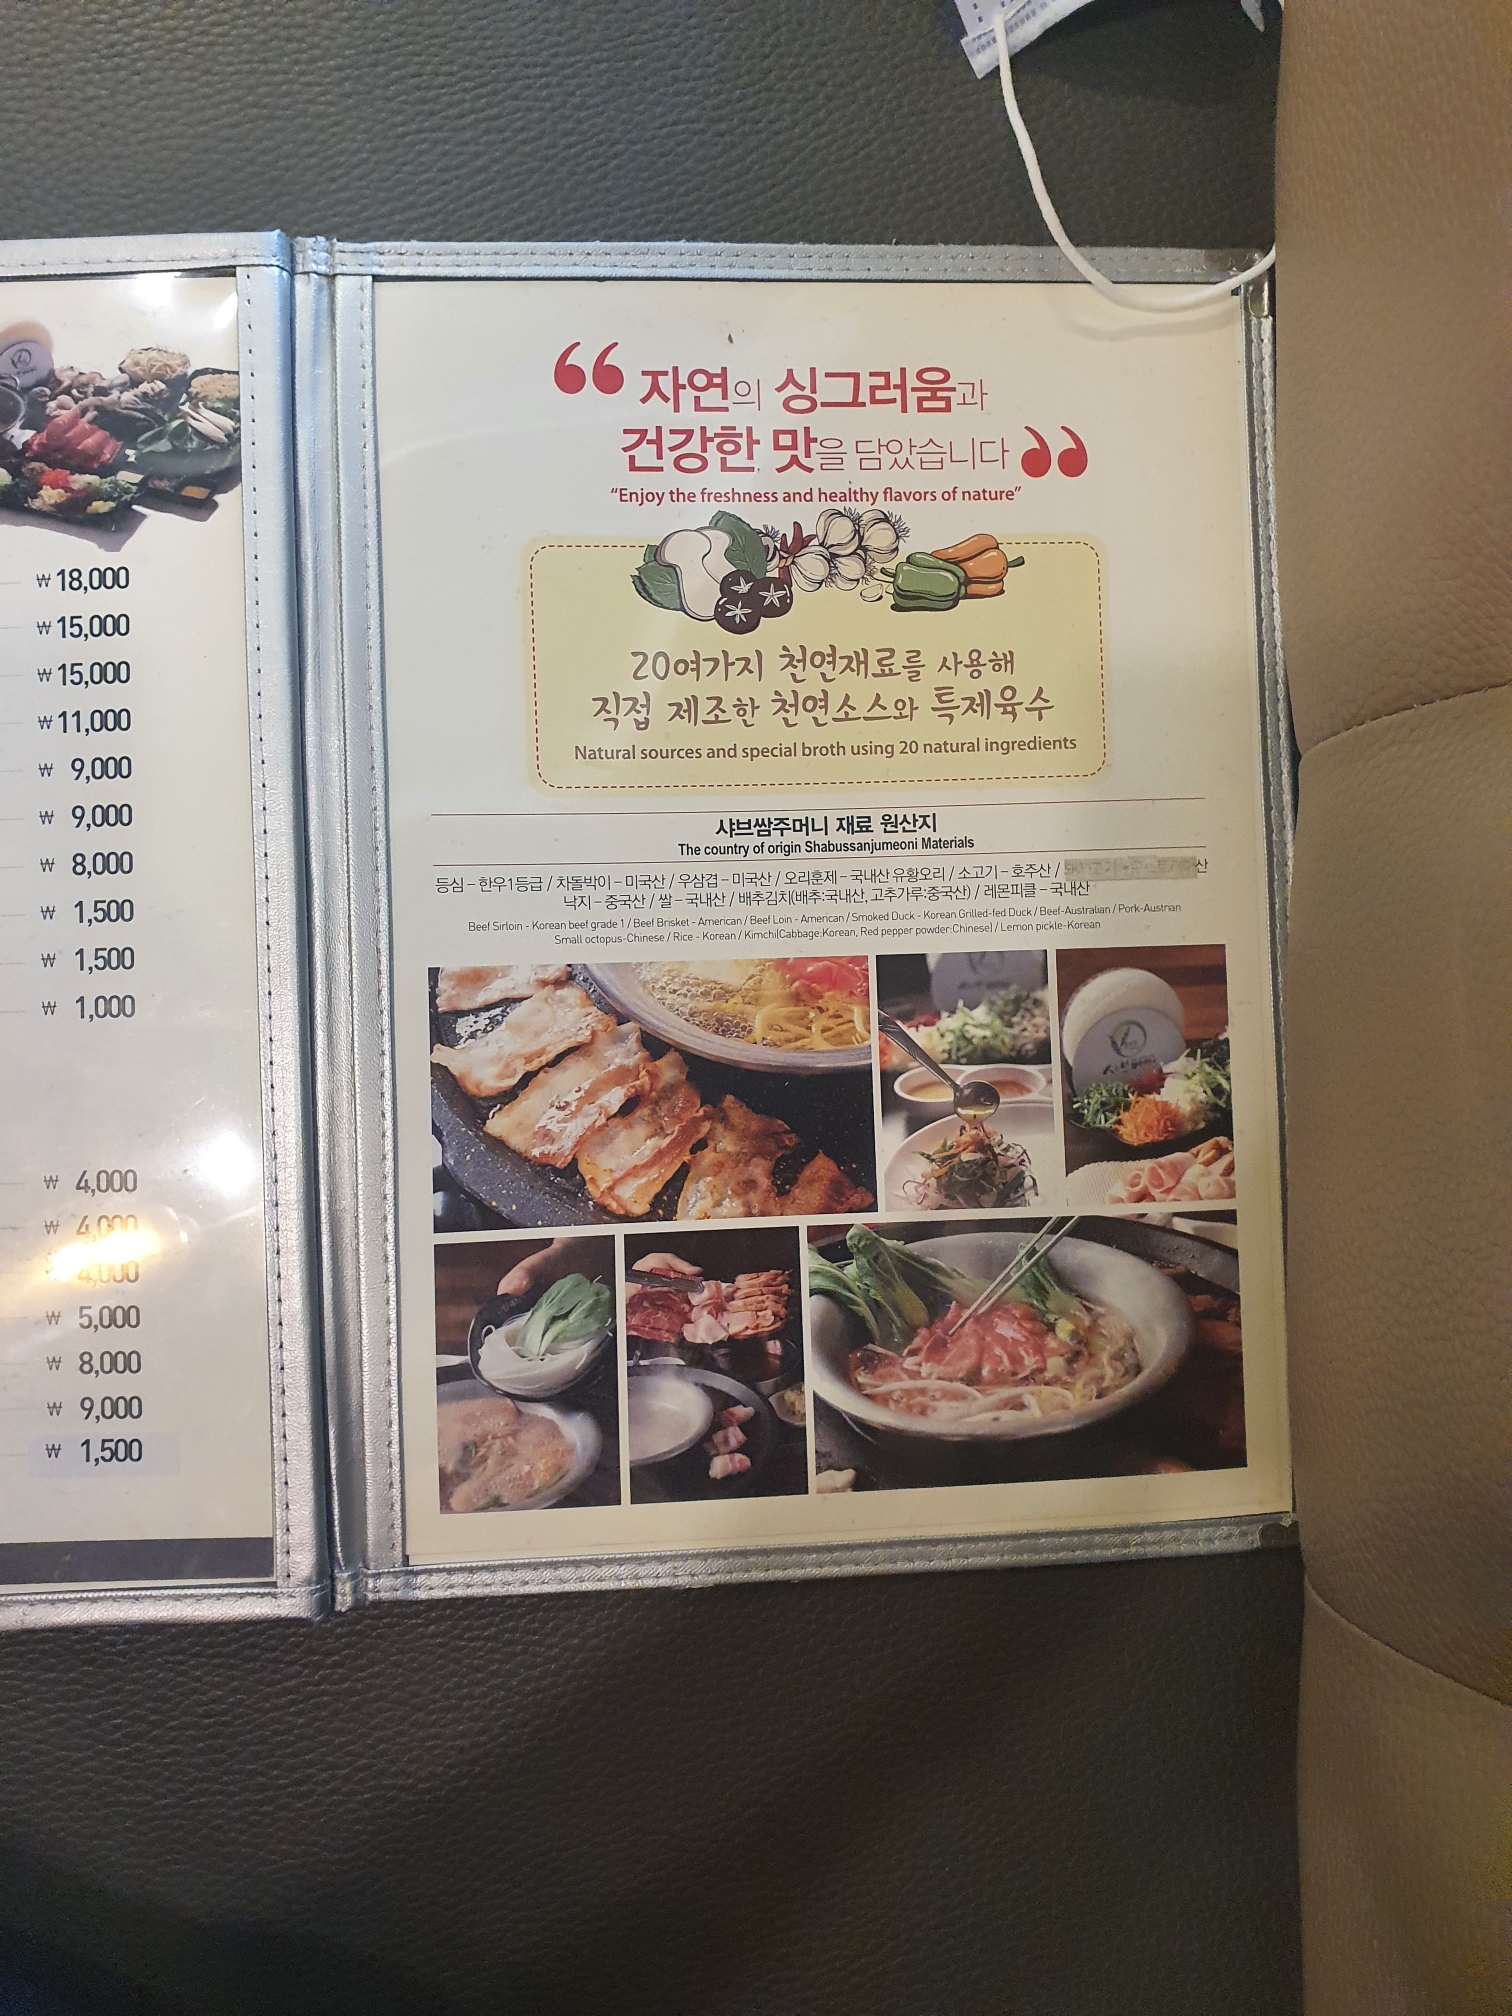 ₩ 18,000
₩ 15,000
₩ 15,000
₩ 11,000
₩ 9,000
₩ 9,000
₩ 8,000
₩ 1,500
₩ 1,500
₩ 1,000
₩ 4,000
₩ 4,000
₩ 4,000
₩ 5,000
₩ 8,000
₩ 9,000
₩ 1,500
“ 자연의 싱그러움과
건강한 맛을 담았습니다 ”
“Enjoy the freshness and healthy flavors of nature”
20여가지 천연재료를 사용해
직접 제조한 천연소스와 특제육수
Natural sources and special broth using 20 natural ingredients
샤브쌈주머니 재료 원산지
The country of origin Shabussanjumeoni Materials
등심 – 한우1등급 / 차돌박이 – 미국산 / 우삼겹 – 미국산 / 오리훈제 – 국내산 유황오리 / 소고기 – 호주산 / 산
낙지 – 중국산 / 쌀 – 국내산 / 배추김치(배추:국내산, 고추가루:중국산) / 레몬피클 – 국내산
Beef Sirloin - Korean beef grade 1 / Beef Brisket - American / Beef Loin - American / Smoked Duck - Korean Grilled-fed Duck / Beef-Australian / Pork-Austrian
Small octopus-Chinese / Rice - Korean / Kimchi(Cabbage:Korean, Red pepper powder:Chinese) / Lemon pickle-Korean